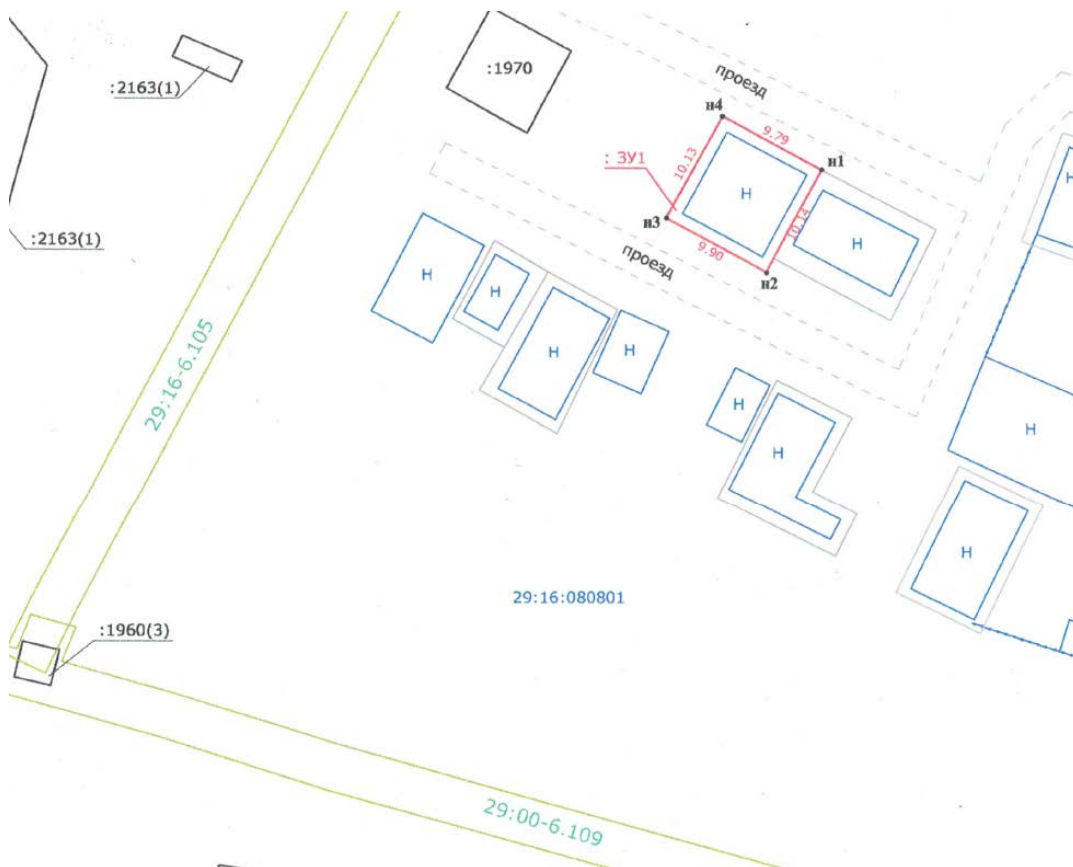 :1970
проезд
:2163(1)
н4
9.79
: ЗУ1
10.13
н1
Н
Н
10.14
н3
9.90
проезд
н2
Н
:2163(1)
Н
Н
Н
Н
29:16-6.105
Н
Н
Н
Н
Н
29:16:080801
:1960(3)
29:00-6.109